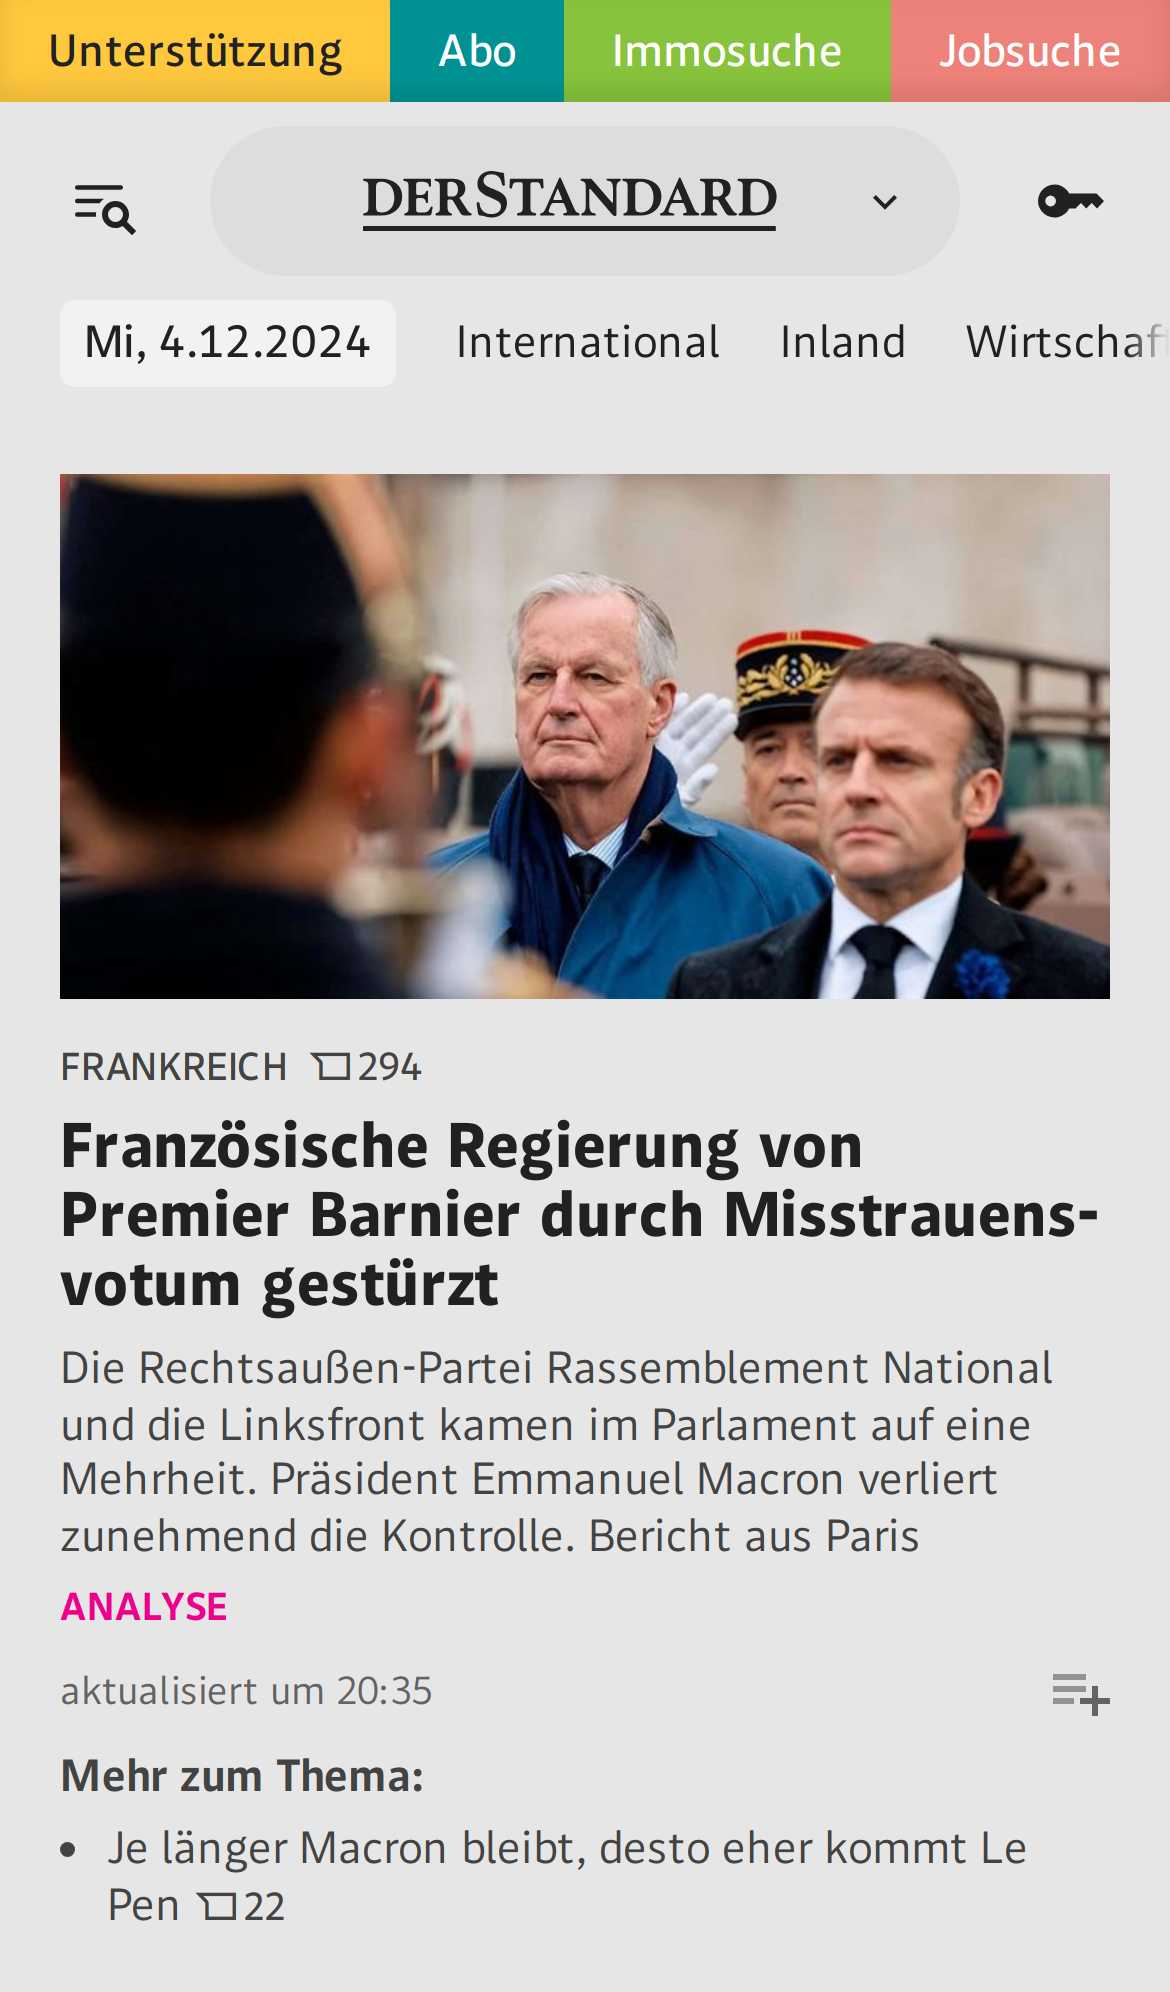 Unterstützung Abo Immosuche Jobsuche
DERSTANDARD
Mi, 4.12.2024 International Inland Wirtschaf
FRANKREICH 294
Französische Regierung von
Premier Barnier durch Misstrauens-
votum gestürzt
Die Rechtsaußen-Partei Rassemblement National
und die Linksfront kamen im Parlament auf eine
Mehrheit. Präsident Emmanuel Macron verliert
zunehmend die Kontrolle. Bericht aus Paris
ANALYSE
aktualisiert um 20:35
Mehr zum Thema:
• Je länger Macron bleibt, desto eher kommt Le
Pen 22